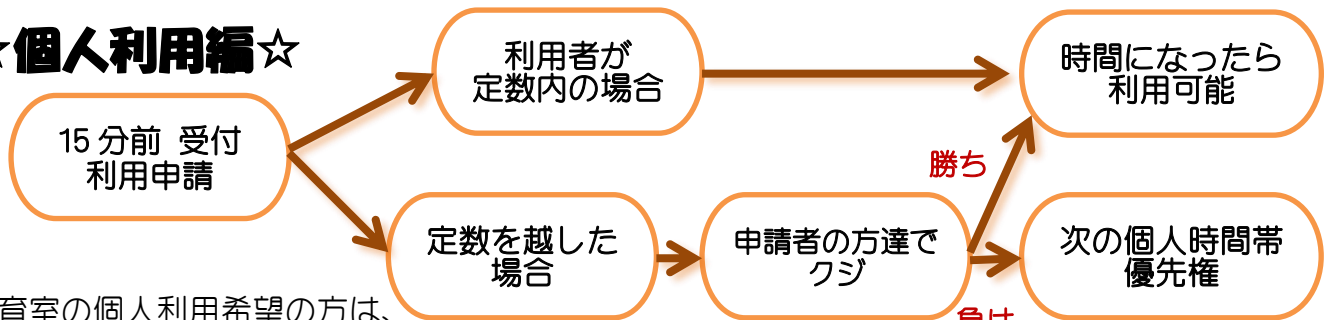 ☆個人利用編☆
15分前 受付
利用申請
利用者が
定数内の場合
時間になったら
利用可能
勝ち
定数を越した
場合
申請者の方達で
クジ
次の個人時間帯
優先権
負け
育室の個人利用希望の方は、